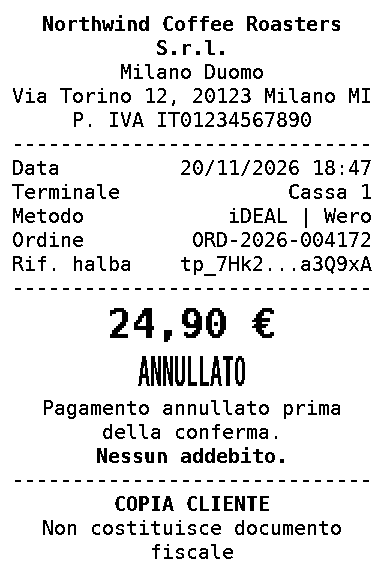 Northwind Coffee Roasters
S.r.l.
Milano Duomo
Via Torino 12, 20123 Milano MI
P. IVA IT01234567890
------------------------------
Data 20/11/2026 18:47
Terminale Cassa 1
Metodo iDEAL | Wero
Ordine ORD-2026-004172
Rif. halba tp_7Hk2...a3Q9xA
------------------------------
24,90 €
ANNULLATO
Pagamento annullato prima
della conferma.
Nessun addebito.
------------------------------
COPIA CLIENTE
Non costituisce documento
fiscale